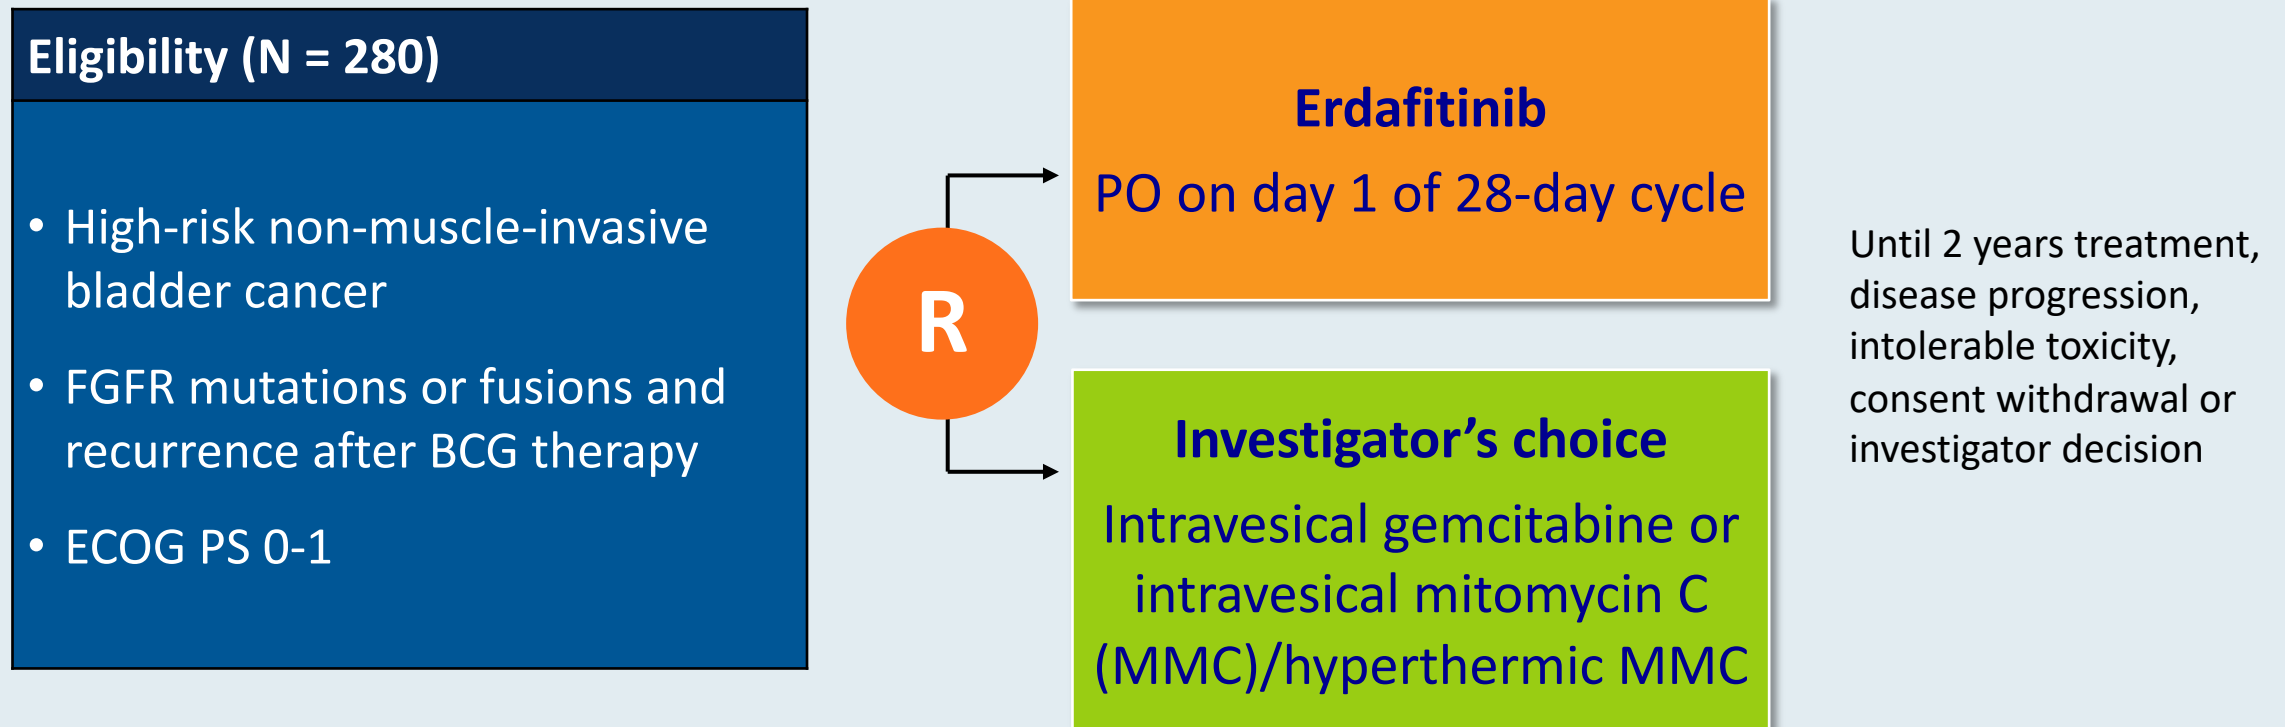 Eligibility (N = 280)
• High-risk non-muscle-invasive
bladder cancer
• FGFR mutations or fusions and
recurrence after BCG therapy
• ECOG PS 0-1
R
Erdafitinib
PO on day 1 of 28-day cycle
Investigator’s choice
Intravesical gemcitabine or
intravesical mitomycin C
(MMC)/hyperthermic MMC
Until 2 years treatment,
disease progression,
intolerable toxicity,
consent withdrawal or
investigator decision